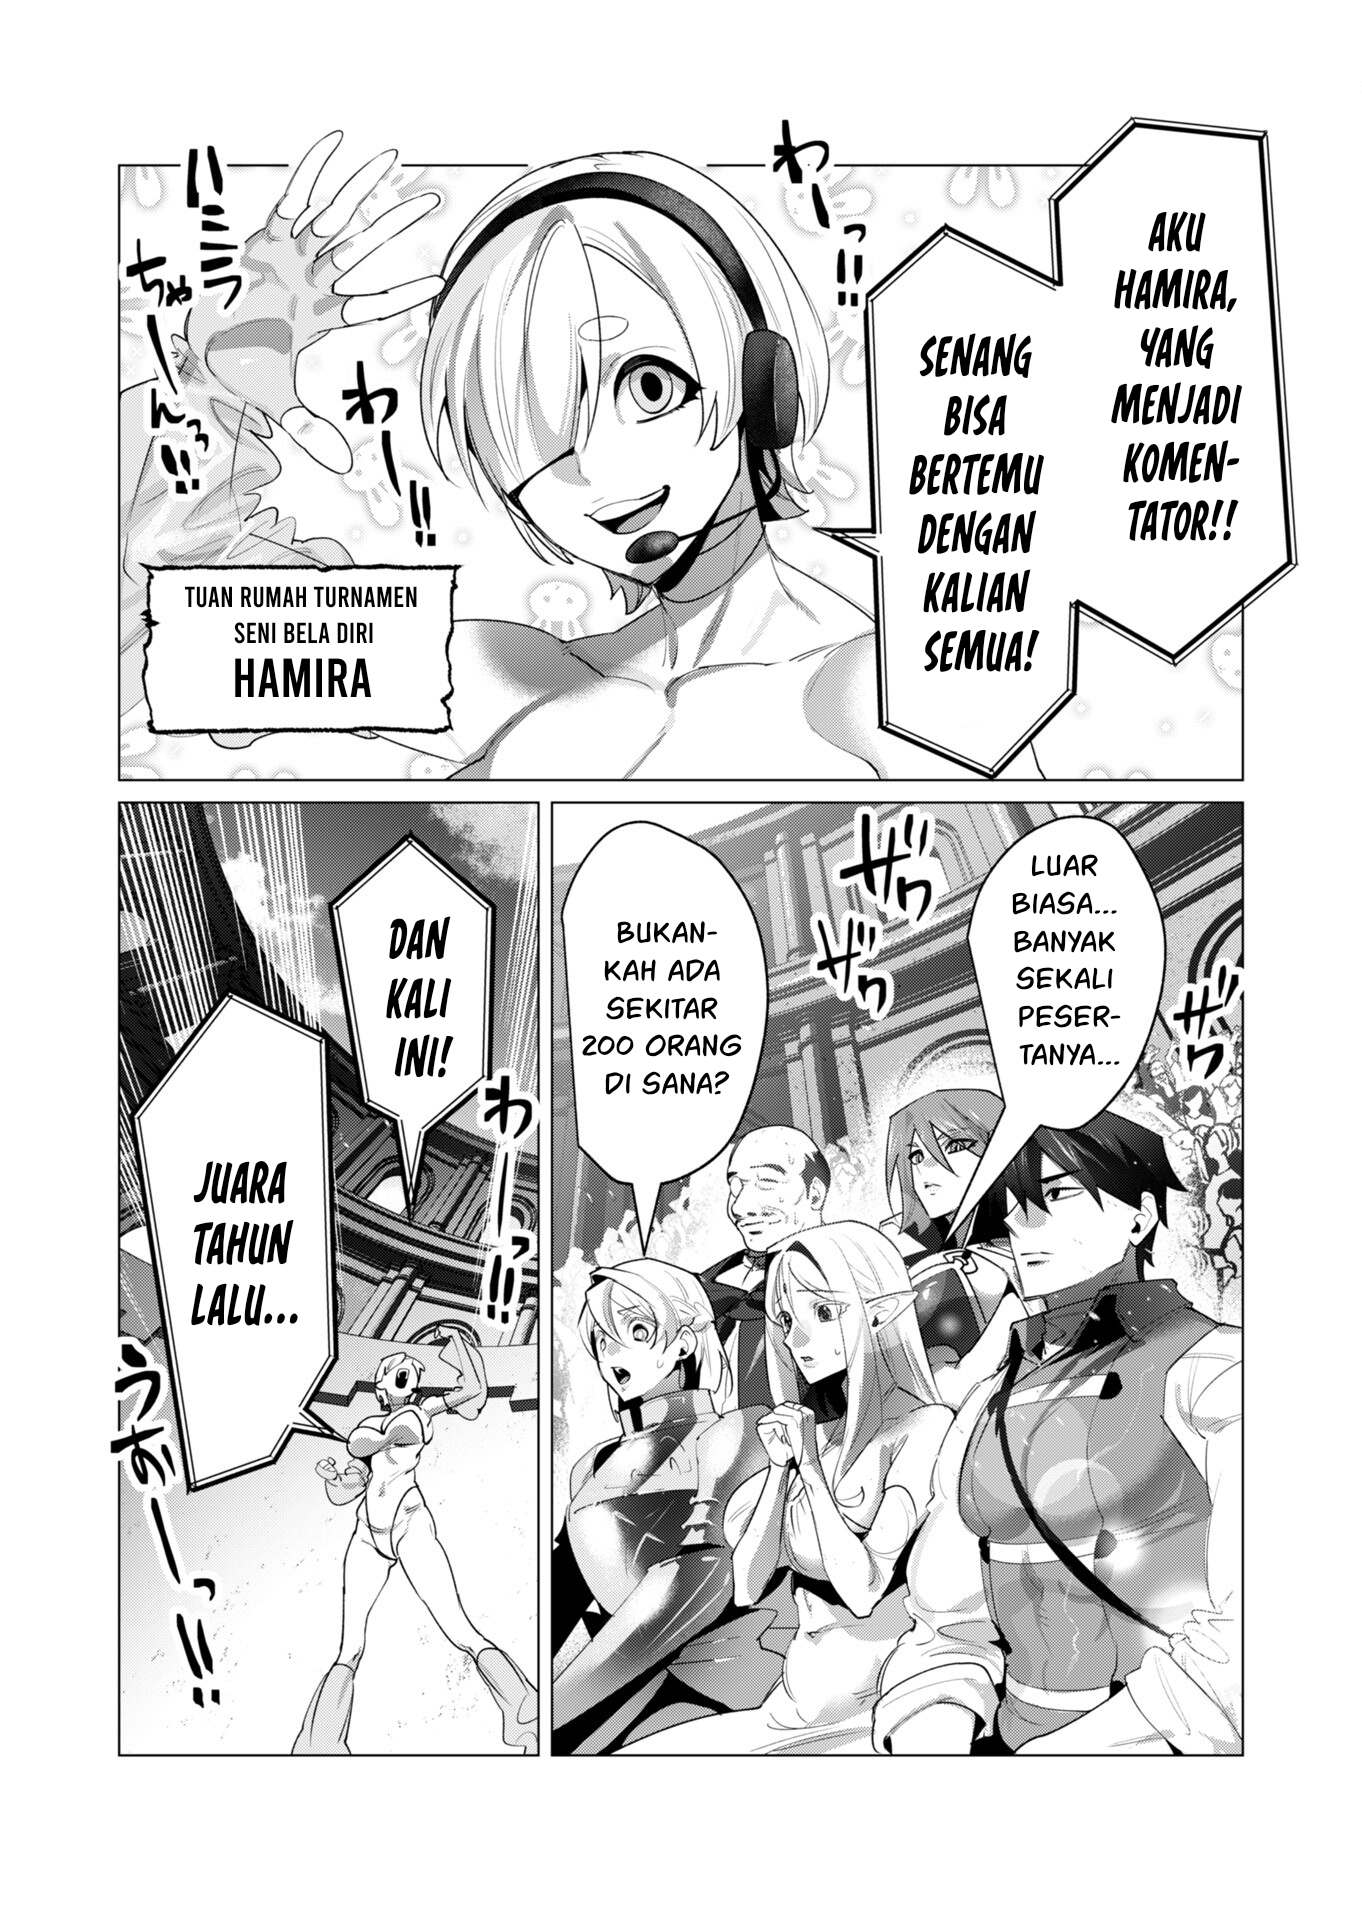 AKU
HAMIRA,
YANG
MENJADI
KOMEN-
TATOR!!
SENANG
BISA
BERTEMU
DENGAN
KALIAN
SEMUA!
わーっ!!
わー
ハミラ
ちゃーんっ!!
TUAN RUMAH TURNAMEN
SENI BELA DIRI
HAMIRA
LUAR
BIASA...
BANYAK
SEKALI
PESER-
TANYA...
ザワ
ザワ
ザワ
BUKAN-
KAH ADA
SEKITAR
200 ORANG
DI SANA?
DAN
KALI
INI!
わーっ!!
JUARA
TAHUN
LALU...
うおーーっ!!